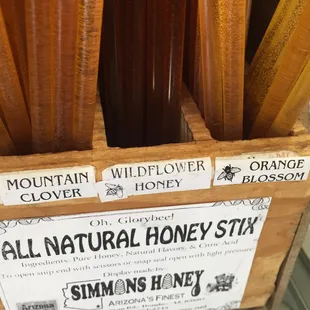 MOUNTAIN
CLOVER
WILDFLOWER
HONEY
ORANGE
BLOSSOM
Oh, Glorybee!
ALL NATURAL HONEY STIX
Ingredients: Pure Honey, Natural Flavors, & Citric Acid
To open snip end with scissors or snap seal open with light pressure
Display made by
SIMMONS HONEY
ARIZONA'S FINEST
Arizona